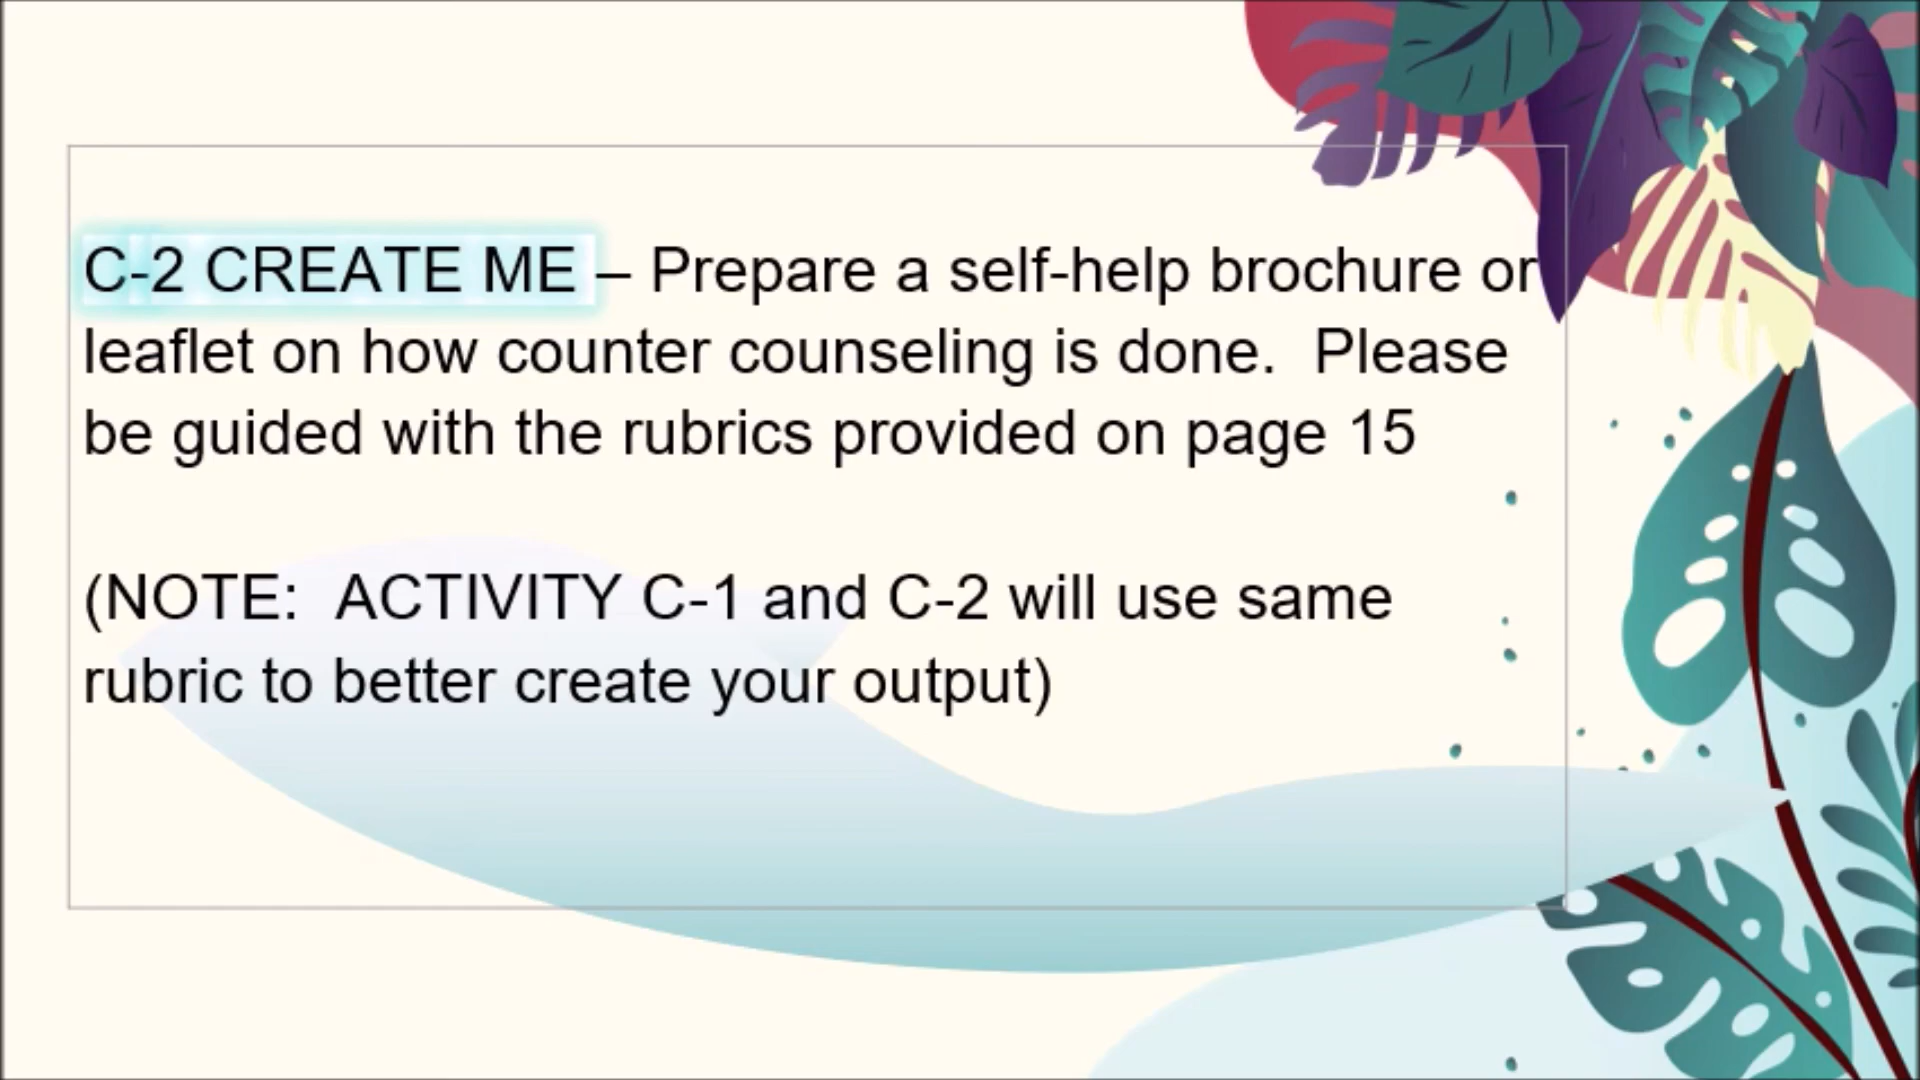 C-2 CREATE ME – Prepare a self-help brochure or
leaflet on how counter counseling is done.  Please
be guided with the rubrics provided on page 15
(NOTE:  ACTIVITY C-1 and C-2 will use same
rubric to better create your output)